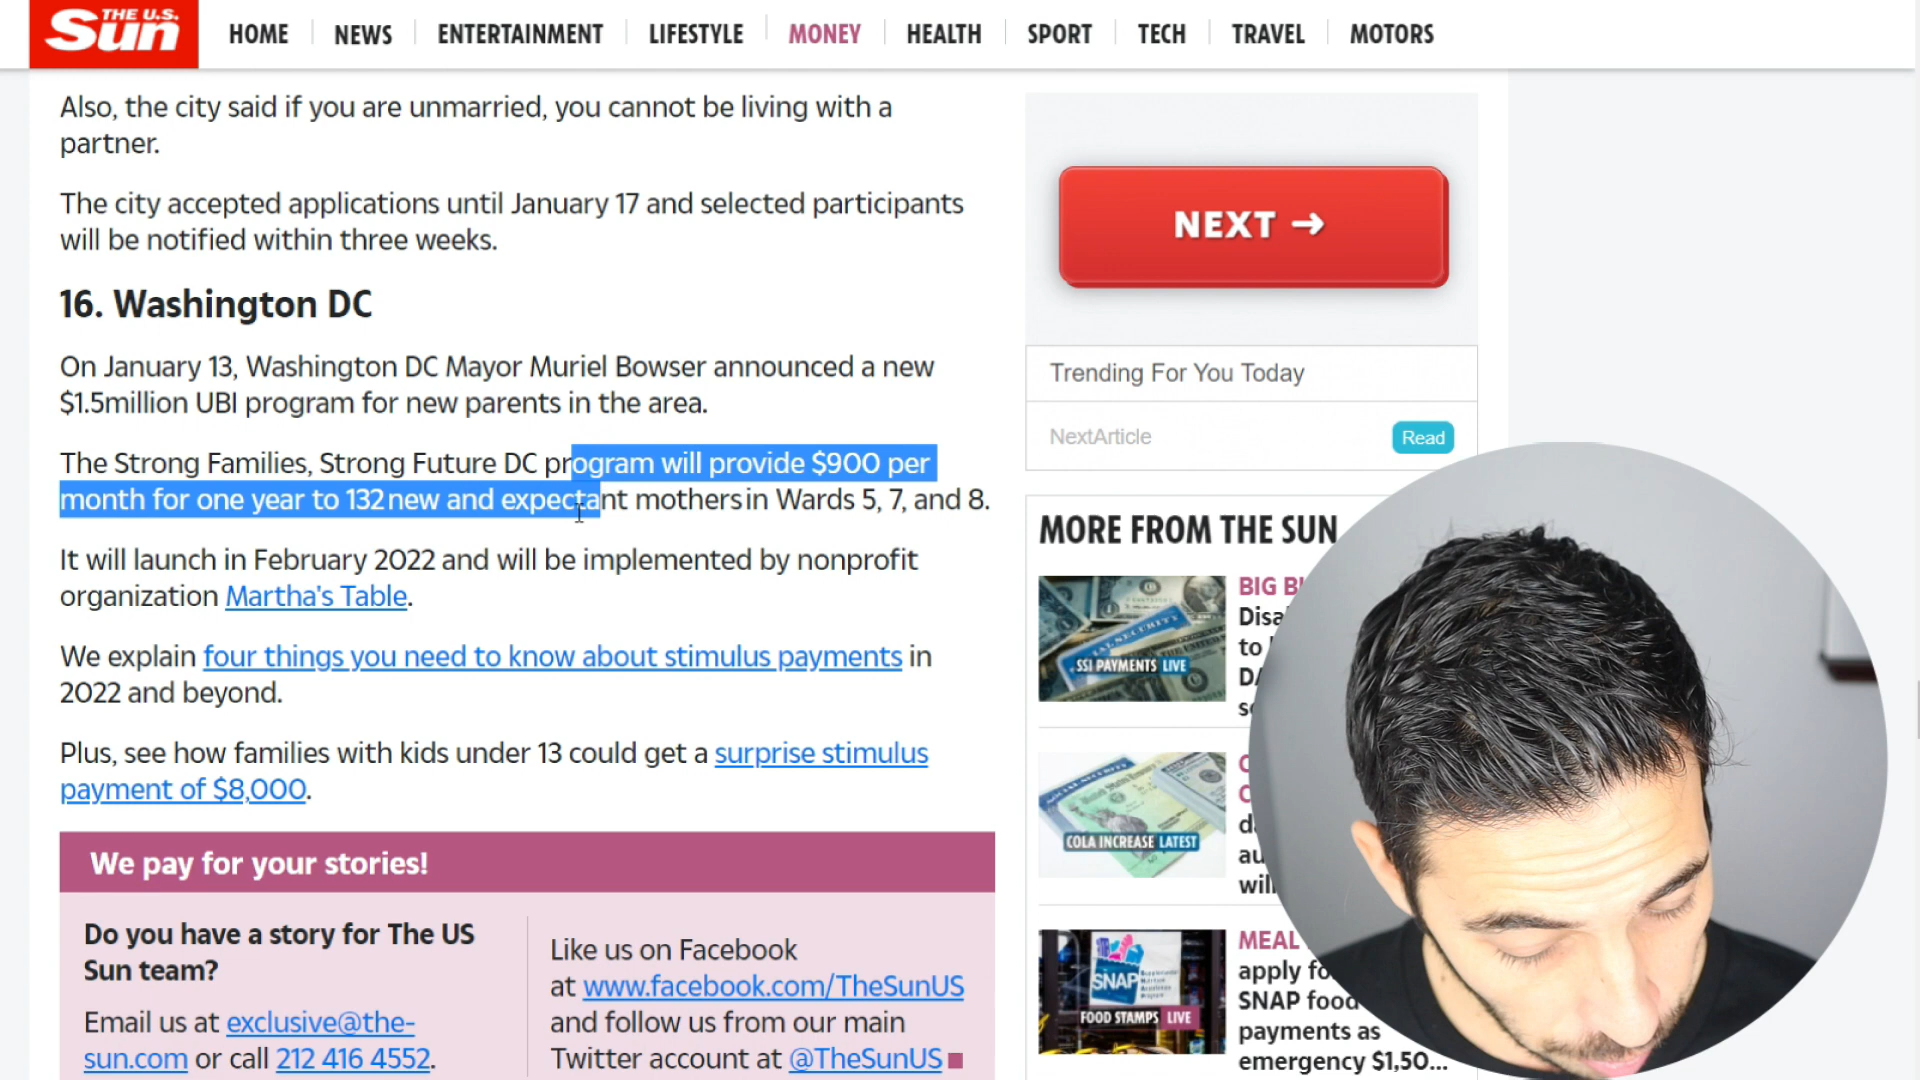 THE U.S.
Sun
HOME
NEWS
ENTERTAINMENT
LIFESTYLE
MONEY
HEALTH
SPORT
TECH
TRAVEL
MOTORS
Also, the city said if you are unmarried, you cannot be living with a
partner.
The city accepted applications until January 17 and selected participants
will be notified within three weeks.
16. Washington DC
On January 13, Washington DC Mayor Muriel Bowser announced a new
$1.5million UBI program for new parents in the area.
The Strong Families, Strong Future DC program will provide $900 per
month for one year to 132 new and expectant mothers in Wards 5, 7, and 8.
It will launch in February 2022 and will be implemented by nonprofit
organization Martha's Table.
We explain four things you need to know about stimulus payments in
2022 and beyond.
Plus, see how families with kids under 13 could get a surprise stimulus
payment of $8,000.
We pay for your stories!
Do you have a story for The US
Sun team?
Email us at exclusive@the-
sun.com or call 212 416 4552.
Like us on Facebook
at www.facebook.com/TheSunUS
and follow us from our main
Twitter account at @TheSunUS
NEXT →
Trending For You Today
NextArticle
Read
MORE FROM THE SUN
SSI PAYMENTS LIVE
BIG
to
COLA INCREASE LATEST
SNAP
FOOD STAMPS LIVE
MEAL
apply
SNAP food
payments as
emergency $1,50...